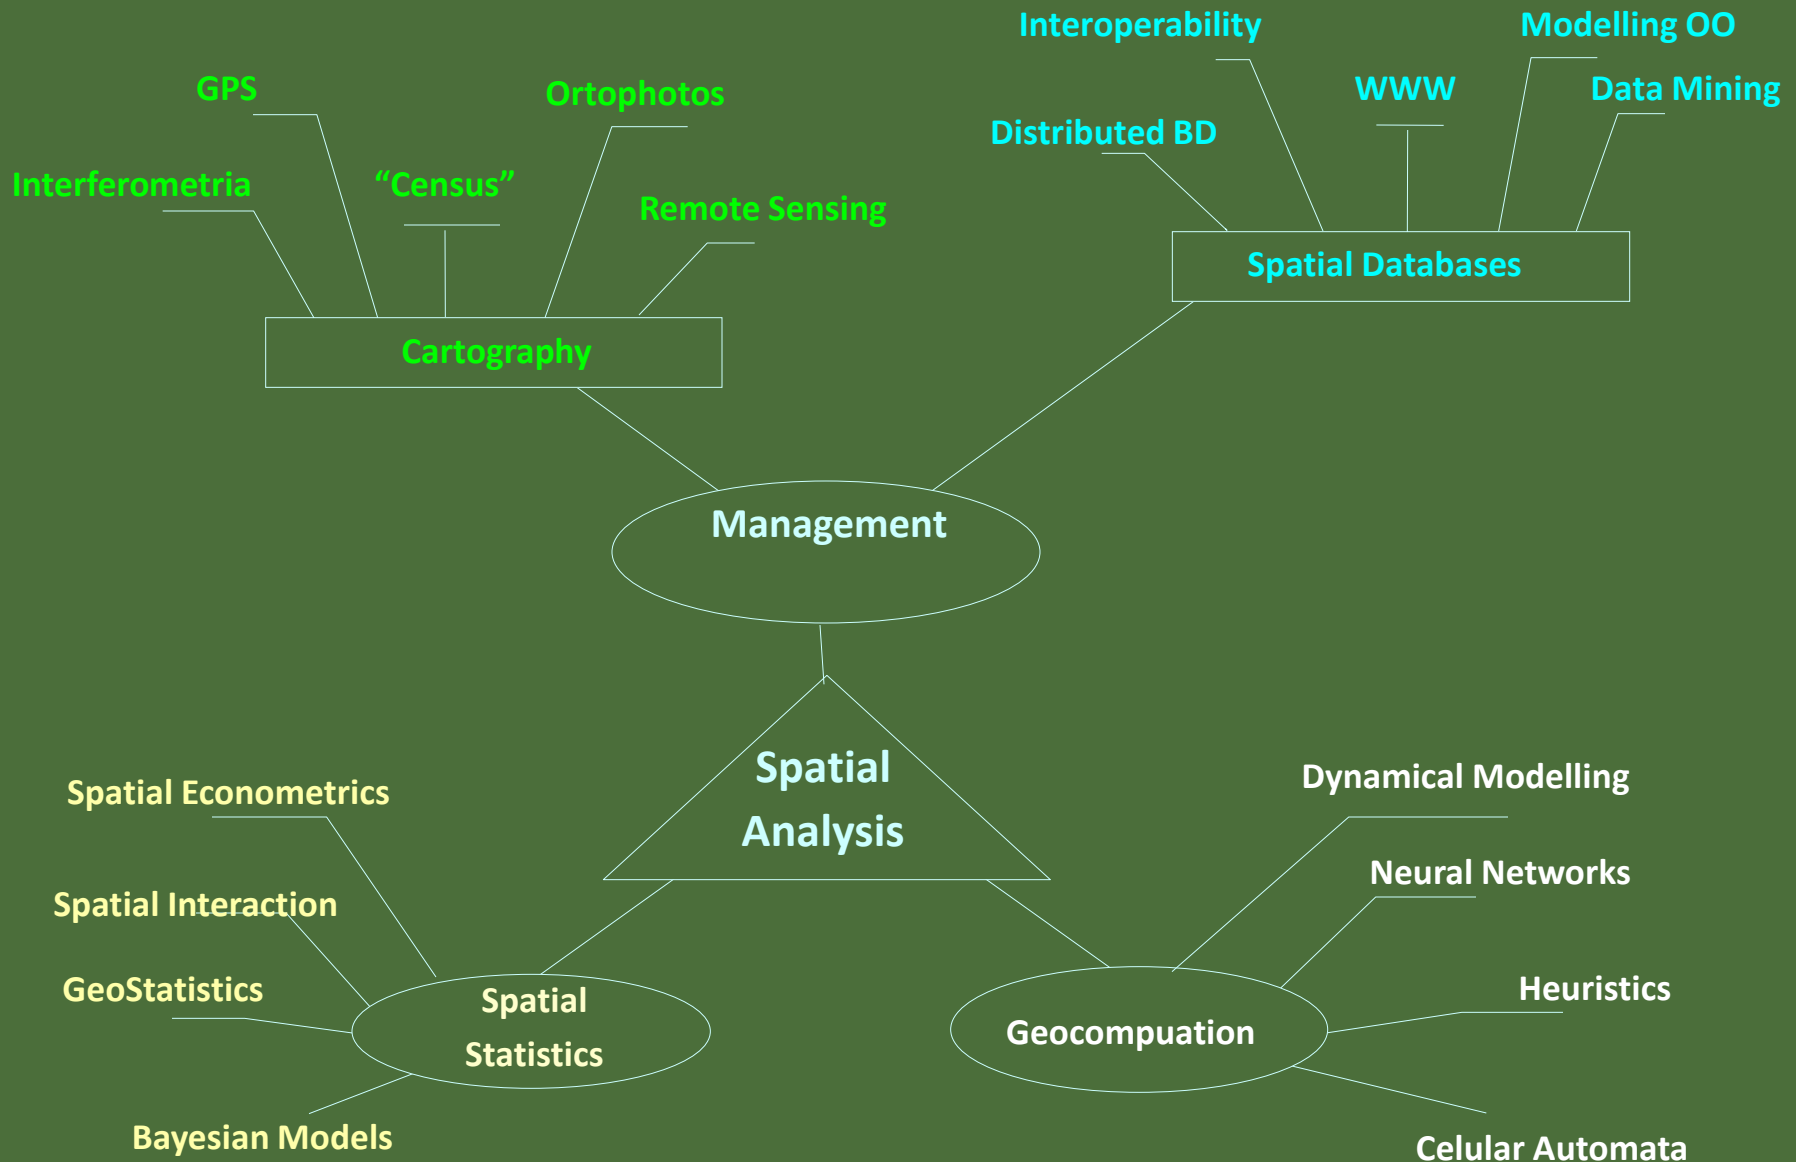 Interoperability
Modelling OO
GPS
Ortophotos
WWW
Data Mining
Distributed BD
Interferometria
“Census”
Remote Sensing
Spatial Databases
Cartography
Management
Spatial
Analysis
Spatial Econometrics
Dynamical Modelling
Neural Networks
Spatial Interaction
GeoStatistics
Heuristics
Spatial
Statistics
Geocompuation
Bayesian Models
Celular Automata